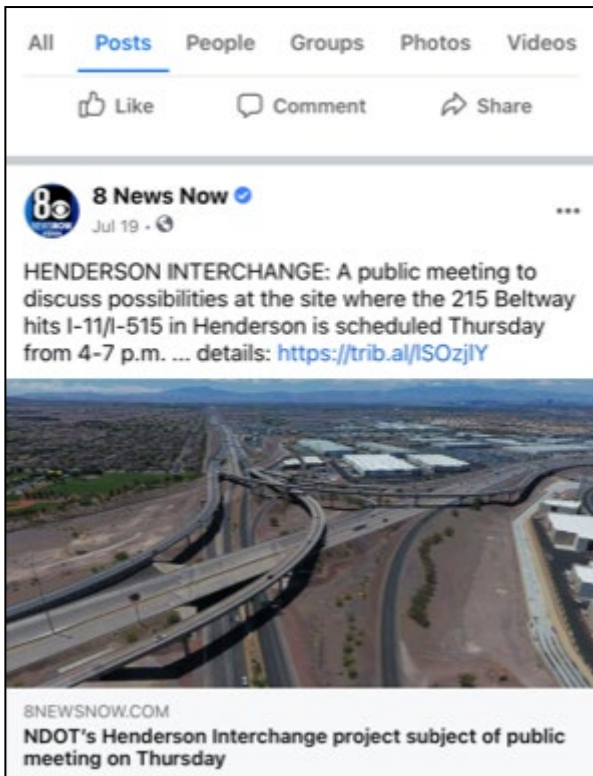 All Posts People Groups Photos Videos
Like Comment Share
8 News Now
Jul 19 ·
HENDERSON INTERCHANGE: A public meeting to
discuss possibilities at the site where the 215 Beltway
hits I-11/I-515 in Henderson is scheduled Thursday
from 4-7 p.m. ... details: https://trib.al/lSOzjlY
8NEWSNOW.COM
NDOT's Henderson Interchange project subject of public
meeting on Thursday